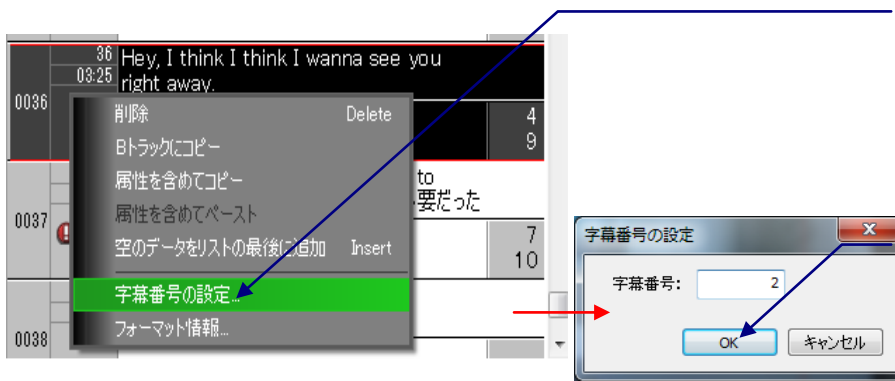 36
03:25
0036
Hey, I think I think I wanna see you
right away.
4
9
削除 Delete
Bトラックにコピー
属性を含めてコピー
属性を含めてペースト
空のデータをリストの最後に追加 Insert
字幕番号の設定...
フォーマット情報...
to
要だった
0037
7
10
0038
字幕番号の設定
字幕番号: 2
OK キャンセル